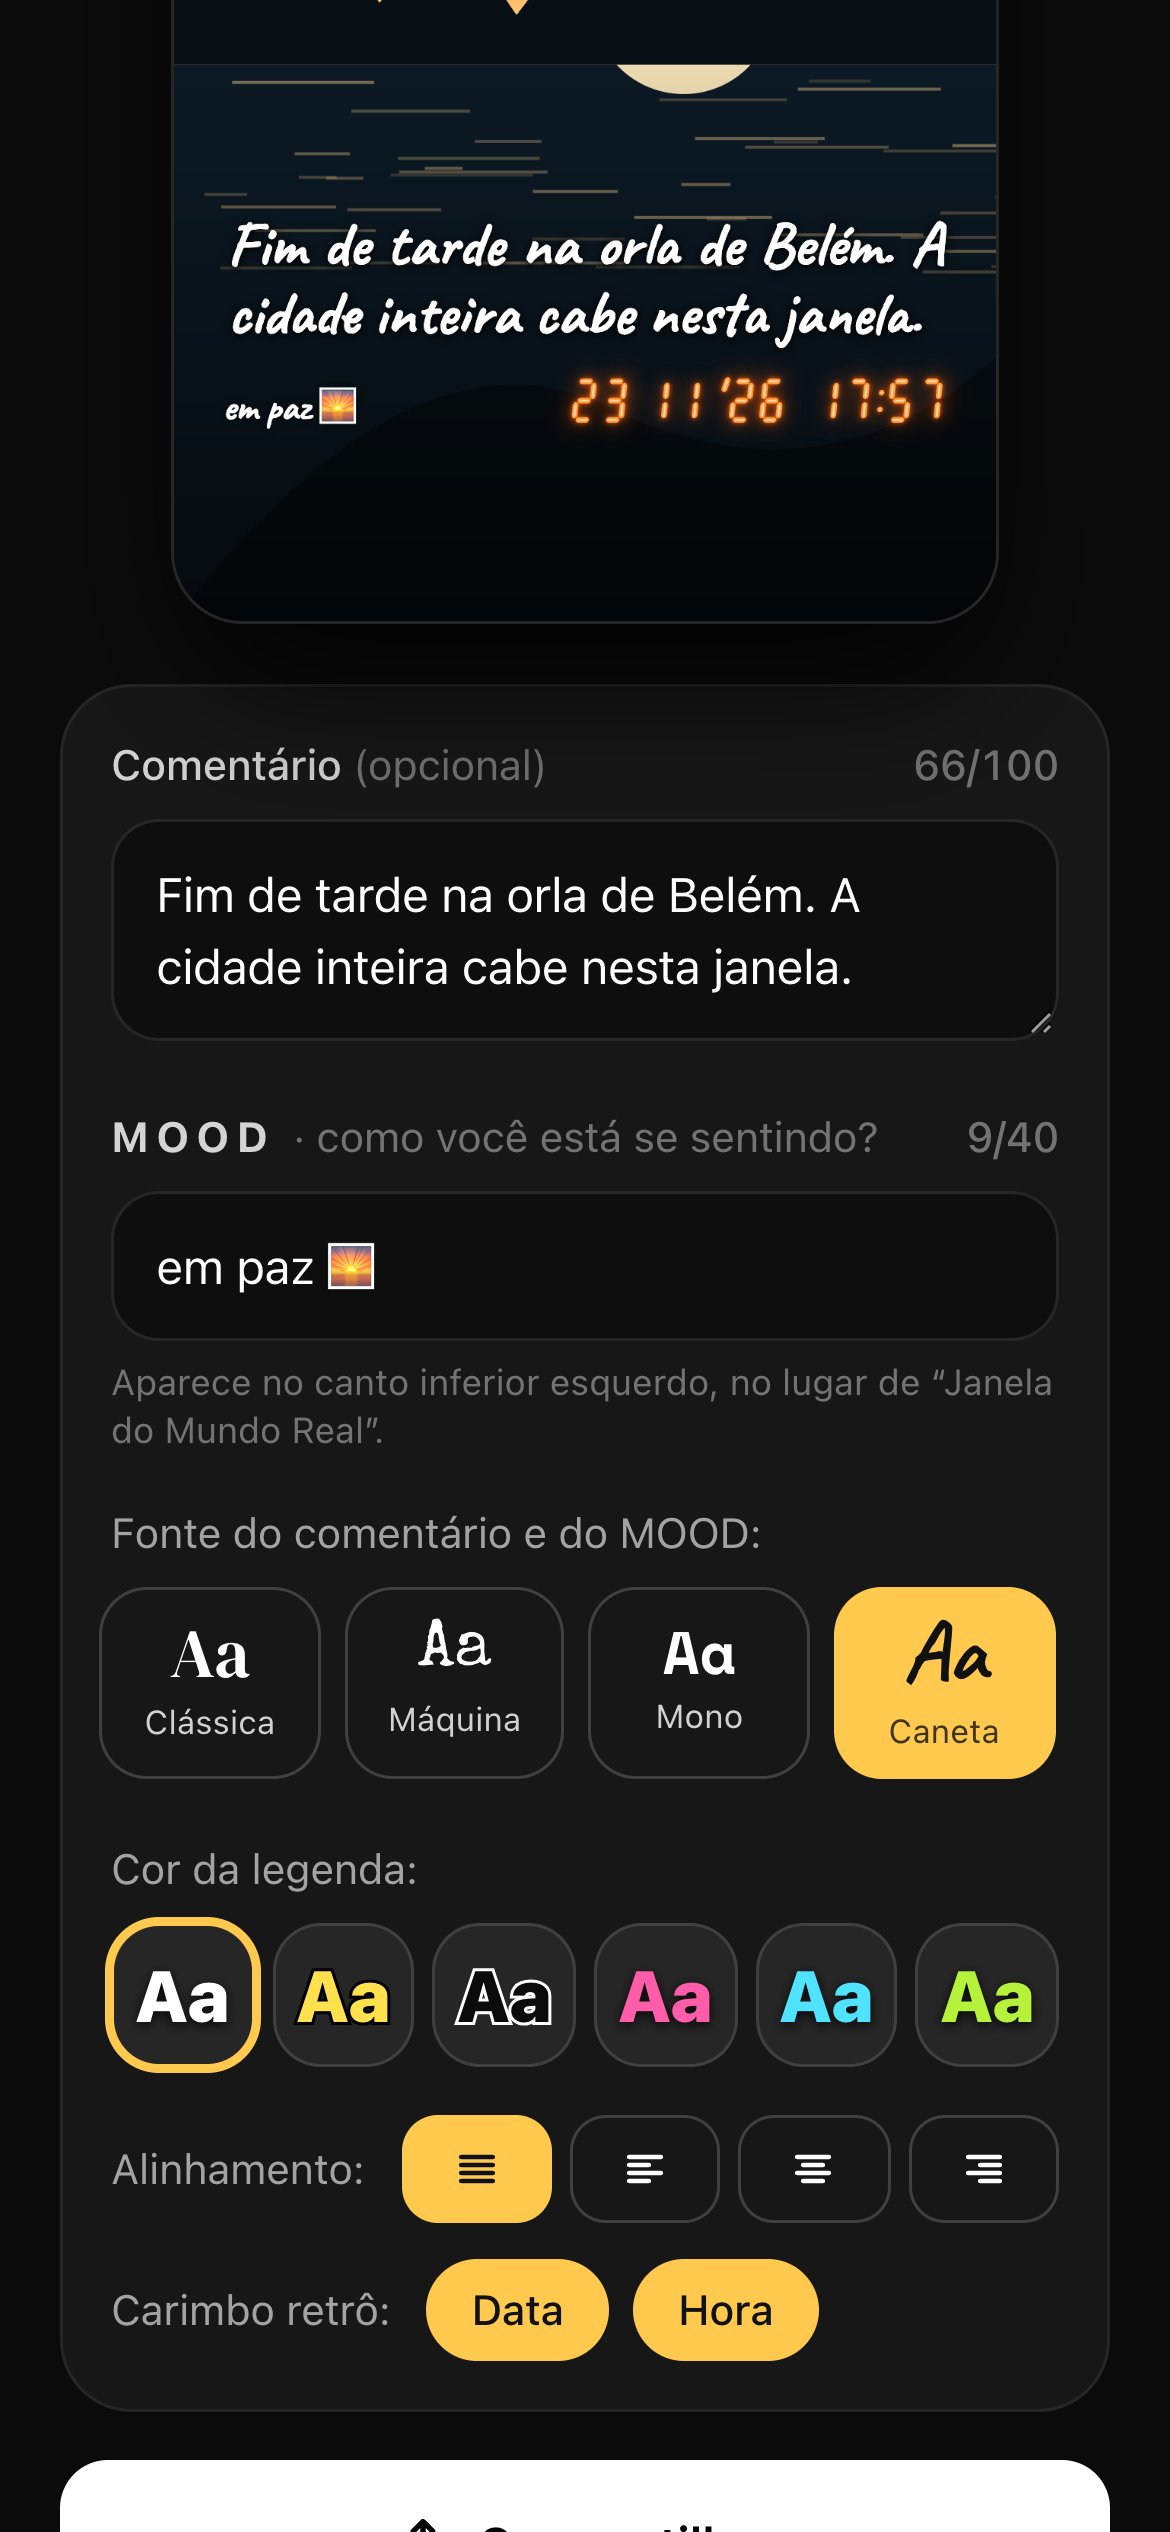 Fim de tarde na orla de Belém. A
cidade inteira cabe nesta janela.
em paz 🌅
23 11 '26 17:57
Comentário (opcional)
66/100
Fim de tarde na orla de Belém. A
cidade inteira cabe nesta janela.
MOOD · como você está se sentindo?
9/40
em paz 🌅
Aparece no canto inferior esquerdo, no lugar de “Janela
do Mundo Real”.
Fonte do comentário e do MOOD:
Aa
Clássica
Aa
Máquina
Aa
Mono
Aa
Caneta
Cor da legenda:
Aa Aa Aa Aa Aa Aa
Alinhamento:
Carimbo retrô: Data Hora